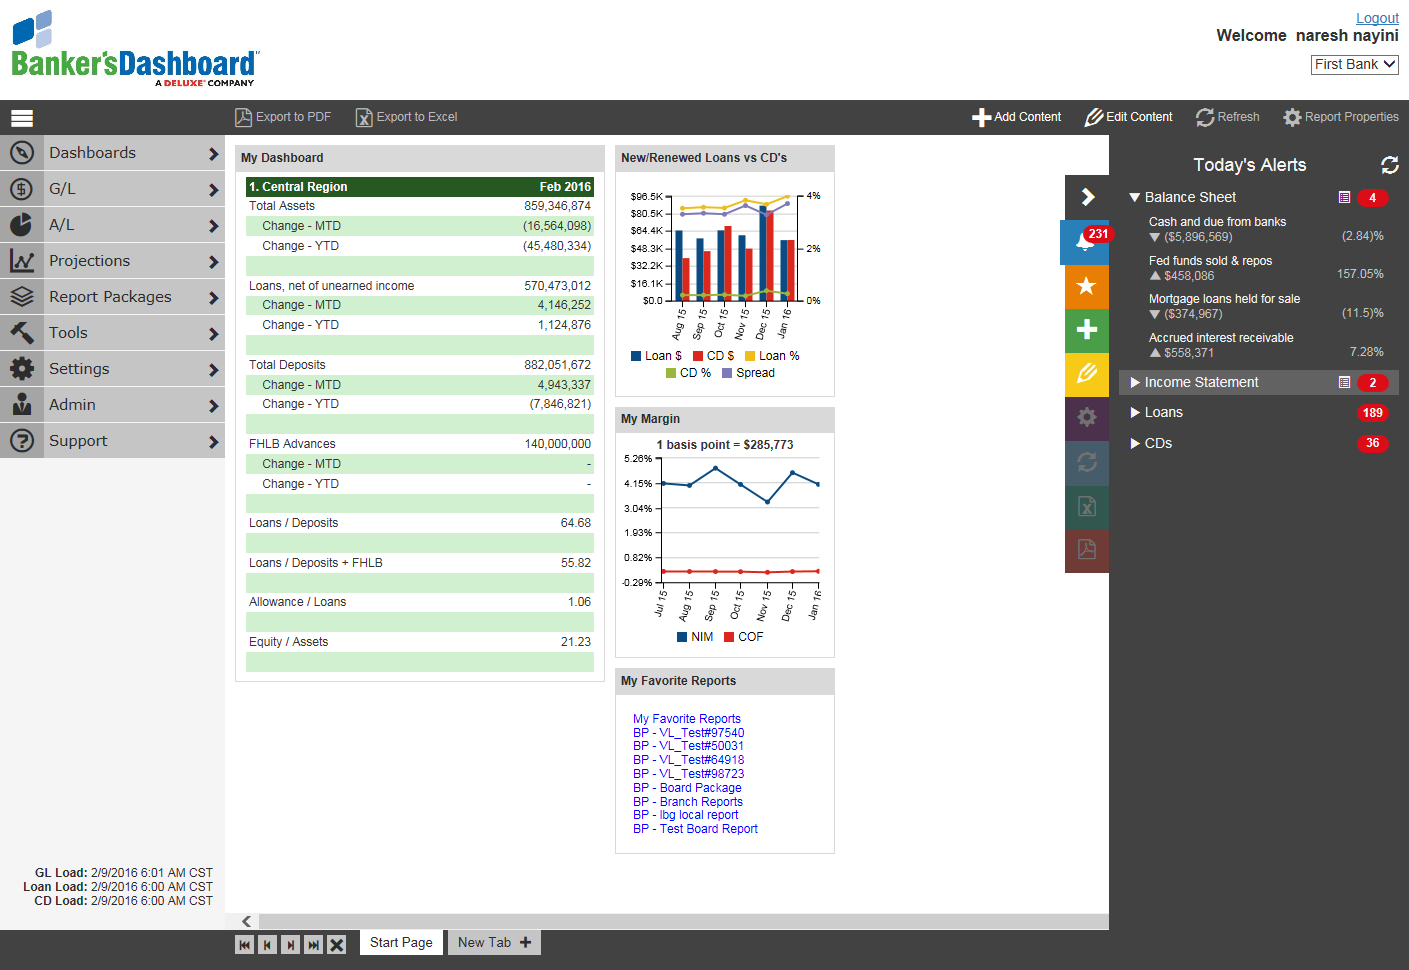 Logout
Banker'sDashboard
A DELUXE COMPANY
Welcome naresh nayini
First Bank
Export to PDF Export to Excel Add Content Edit Content Refresh Report Properties
Dashboards
G/L
A/L
Projections
Report Packages
Tools
Settings
Admin
Support
GL Load: 2/9/2016 6:01 AM CST
Loan Load: 2/9/2016 6:00 AM CST
CD Load: 2/9/2016 6:00 AM CST
My Dashboard
1. Central Region Feb 2016
Total Assets 859,346,874
Change - MTD (16,564,098)
Change - YTD (45,480,334)
Loans, net of unearned income 570,473,012
Change - MTD 4,146,252
Change - YTD 1,124,876
Total Deposits 882,051,672
Change - MTD 4,943,337
Change - YTD (7,846,821)
FHLB Advances 140,000,000
Change - MTD -
Change - YTD -
Loans / Deposits 64.68
Loans / Deposits + FHLB 55.82
Allowance / Loans 1.06
Equity / Assets 21.23
New/Renewed Loans vs CD's
$96.5K 4%
$80.5K
$64.4K
$48.3K 2%
$32.2K
$16.1K
$0.0 0%
Aug 15 Sep 15 Oct 15 Nov 15 Dec 15 Jan 16
Loan $ CD $ Loan %
CD % Spread
My Margin
1 basis point = $285,773
5.26%
4.15%
3.04%
1.93%
0.82%
-0.29%
Jul 15 Aug 15 Sep 15 Oct 15 Nov 15 Dec 15 Jan 16
NIM COF
My Favorite Reports
My Favorite Reports
BP - VL_Test#97540
BP - VL_Test#50031
BP - VL_Test#64918
BP - VL_Test#98723
BP - Board Package
BP - Branch Reports
BP - lbg local report
BP - Test Board Report
231
Today's Alerts
Balance Sheet 4
Cash and due from banks
($5,896,569) (2.84)%
Fed funds sold & repos
$458,086 157.05%
Mortgage loans held for sale
($374,967) (11.5)%
Accrued interest receivable
$558,371 7.28%
Income Statement 2
Loans 189
CDs 36
Start Page New Tab